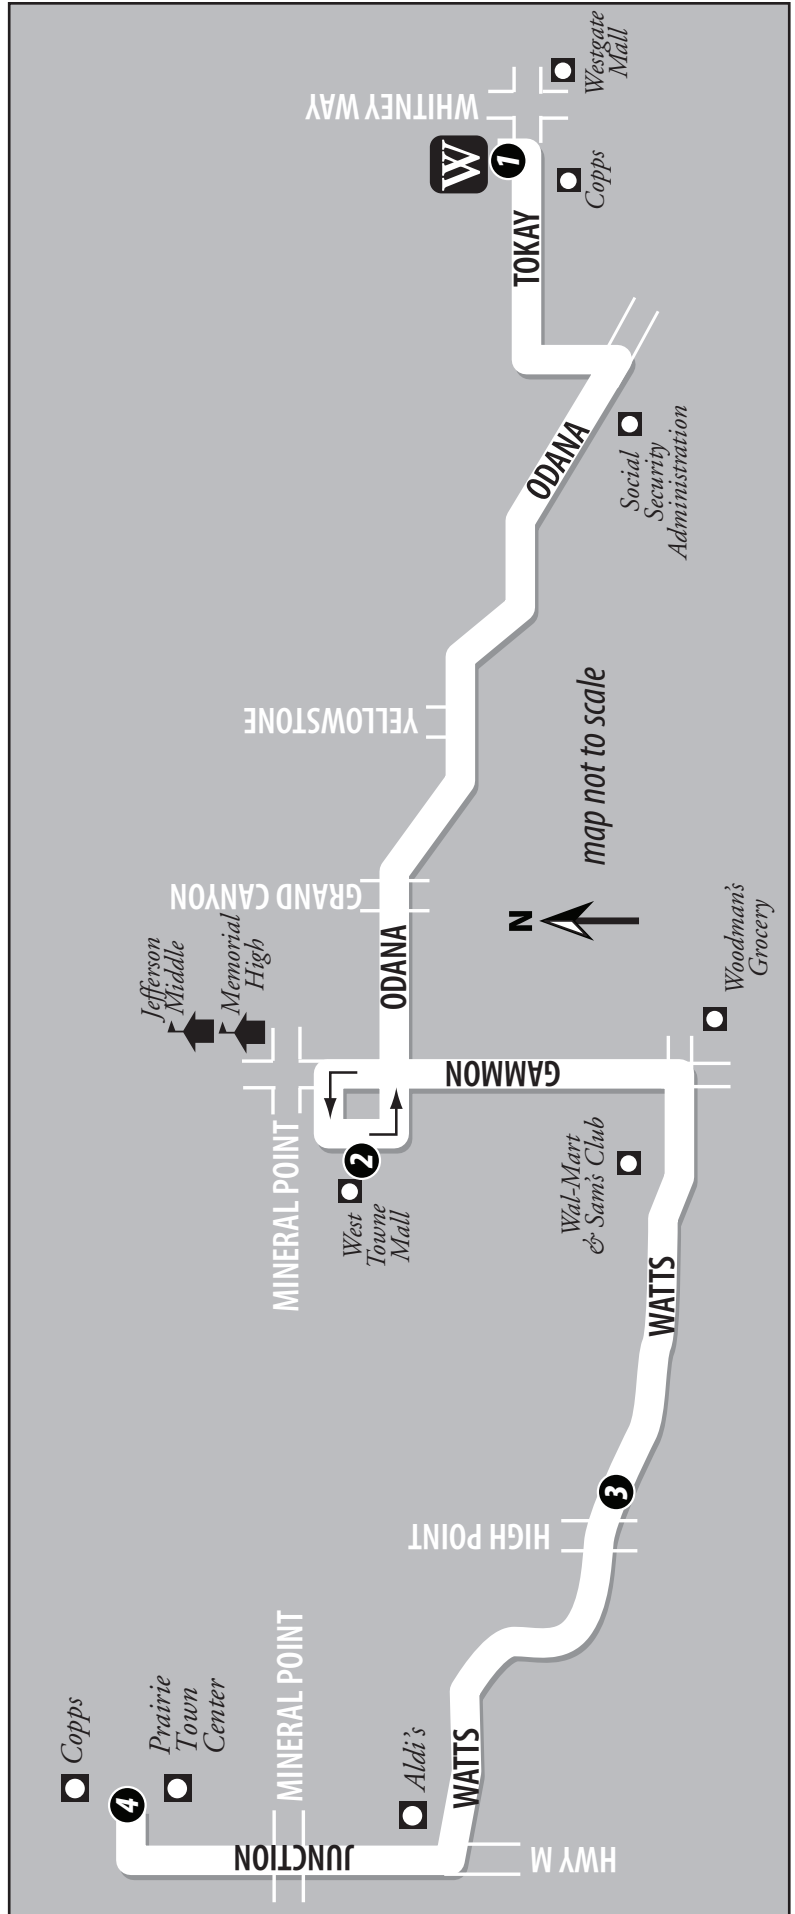 Copps
Prairie
Town
Center
4
MINERAL POINT
JUNCTION
Aldi's
WATTS
HWY M
HIGH POINT
3
WATTS
Wal-Mart
& Sam's Club
MINERAL POINT
West
Towne
Mall
2
Jefferson
Middle
Memorial
High
GAMMON
Woodman's
Grocery
ODANA
GRAND CANYON
N
map not to scale
YELLOWSTONE
ODANA
Social
Security
Administration
TOKAY
W
1
Copps
WHITNEY WAY
Westgate
Mall